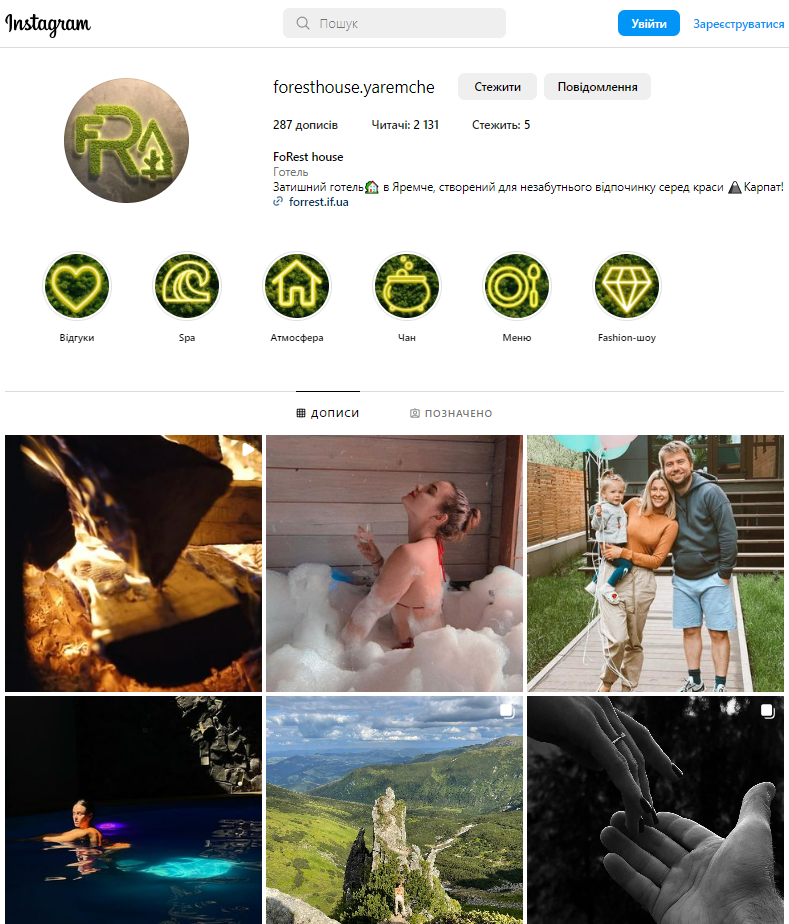 Instagram
Пошук
Увійти
Зареєструватися
foresthouse.yaremche
Стежити
Повідомлення
287 дописів
Читачі: 2 131
Стежить: 5
FoRest house
Готель
Затишний готель🏡 в Яремче, створений для незабутнього відпочинку серед краси 🏔Карпат!
forrest.if.ua
Відгуки
Spa
Атмосфера
Чан
Меню
Fashion-шоу
ДОПИСИ
ПОЗНАЧЕНО